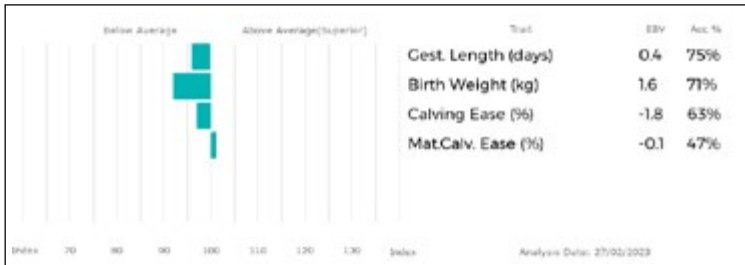 Below Average Above Average(Superior) Trait EBV Acc %
Gest. Length (days) 0.4 75%
Birth Weight (kg) 1.6 71%
Calving Ease (%) -1.8 63%
Mat.Calv. Ease (%) -0.1 47%
Index 70 80 90 100 110 120 130 Index Analysis Date: 27/02/2023